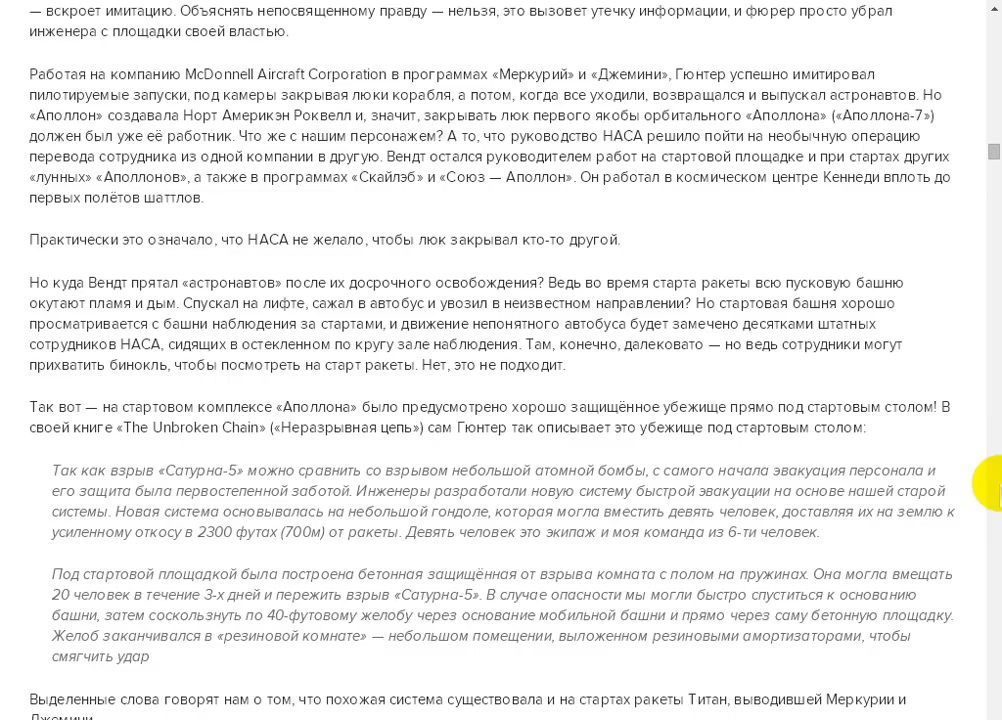 — вскроет имитацию. Объяснять непосвященному правду — нельзя, это вызовет утечку информации, и фюрер просто убрал
инженера с площадки своей властью.
Работая на компанию McDonnell Aircraft Corporation в программах «Меркурий» и «Джемини», Гюнтер успешно имитировал
пилотируемые запуски, под камеры закрывая люки корабля, а потом, когда все уходили, возвращался и выпускал астронавтов. Но
«Аполлон» создавала Норт Америкэн Роквелл и, значит, закрывать люк первого якобы орбитального «Аполлона» («Аполлона-7»)
должен был уже её работник. Что же с нашим персонажем? А то, что руководство НАСА решило пойти на необычную операцию
перевода сотрудника из одной компании в другую. Вендт остался руководителем работ на стартовой площадке и при стартах других
«лунных» «Аполлонов», а также в программах «Скайлэб» и «Союз — Аполлон». Он работал в космическом центре Кеннеди вплоть до
первых полётов шаттлов.
Практически это означало, что НАСА не желало, чтобы люк закрывал кто-то другой.
Но куда Вендт прятал «астронавтов» после их досрочного освобождения? Ведь во время старта ракеты всю пусковую башню
окутают пламя и дым. Спускал на лифте, сажал в автобус и увозил в неизвестном направлении? Но стартовая башня хорошо
просматривается с башни наблюдения за стартами, и движение непонятного автобуса будет замечено десятками штатных
сотрудников НАСА, сидящих в остекленном по кругу зале наблюдения. Там, конечно, далековато — но ведь сотрудники могут
прихватить бинокль, чтобы посмотреть на старт ракеты. Нет, это не подходит.
Так вот — на стартовом комплексе «Аполлона» было предусмотрено хорошо защищённое убежище прямо под стартовым столом! В
своей книге «The Unbroken Chain» («Неразрывная цепь») сам Гюнтер так описывает это убежище под стартовым столом:
Так как взрыв «Сатурна-5» можно сравнить со взрывом небольшой атомной бомбы, с самого начала эвакуация персонала и
его защита была первостепенной заботой. Инженеры разработали новую систему быстрой эвакуации на основе нашей старой
системы. Новая система основывалась на небольшой гондоле, которая могла вместить девять человек, доставляя их на землю к
усиленному откосу в 2300 футах (700м) от ракеты. Девять человек это экипаж и моя команда из 6-ти человек.
Под стартовой площадкой была построена бетонная защищённая от взрыва комната с полом на пружинах. Она могла вмещать
20 человек в течение 3-х дней и пережить взрыв «Сатурна-5». В случае опасности мы могли быстро спуститься к основанию
башни, затем соскользнуть по 40-футовому желобу через основание мобильной башни и прямо через саму бетонную площадку.
Желоб заканчивался в «резиновой комнате» — небольшом помещении, выложенном резиновыми амортизаторами, чтобы
смягчить удар
Выделенные слова говорят нам о том, что похожая система существовала и на стартах ракеты Титан, выводившей Меркурии и
Джемини